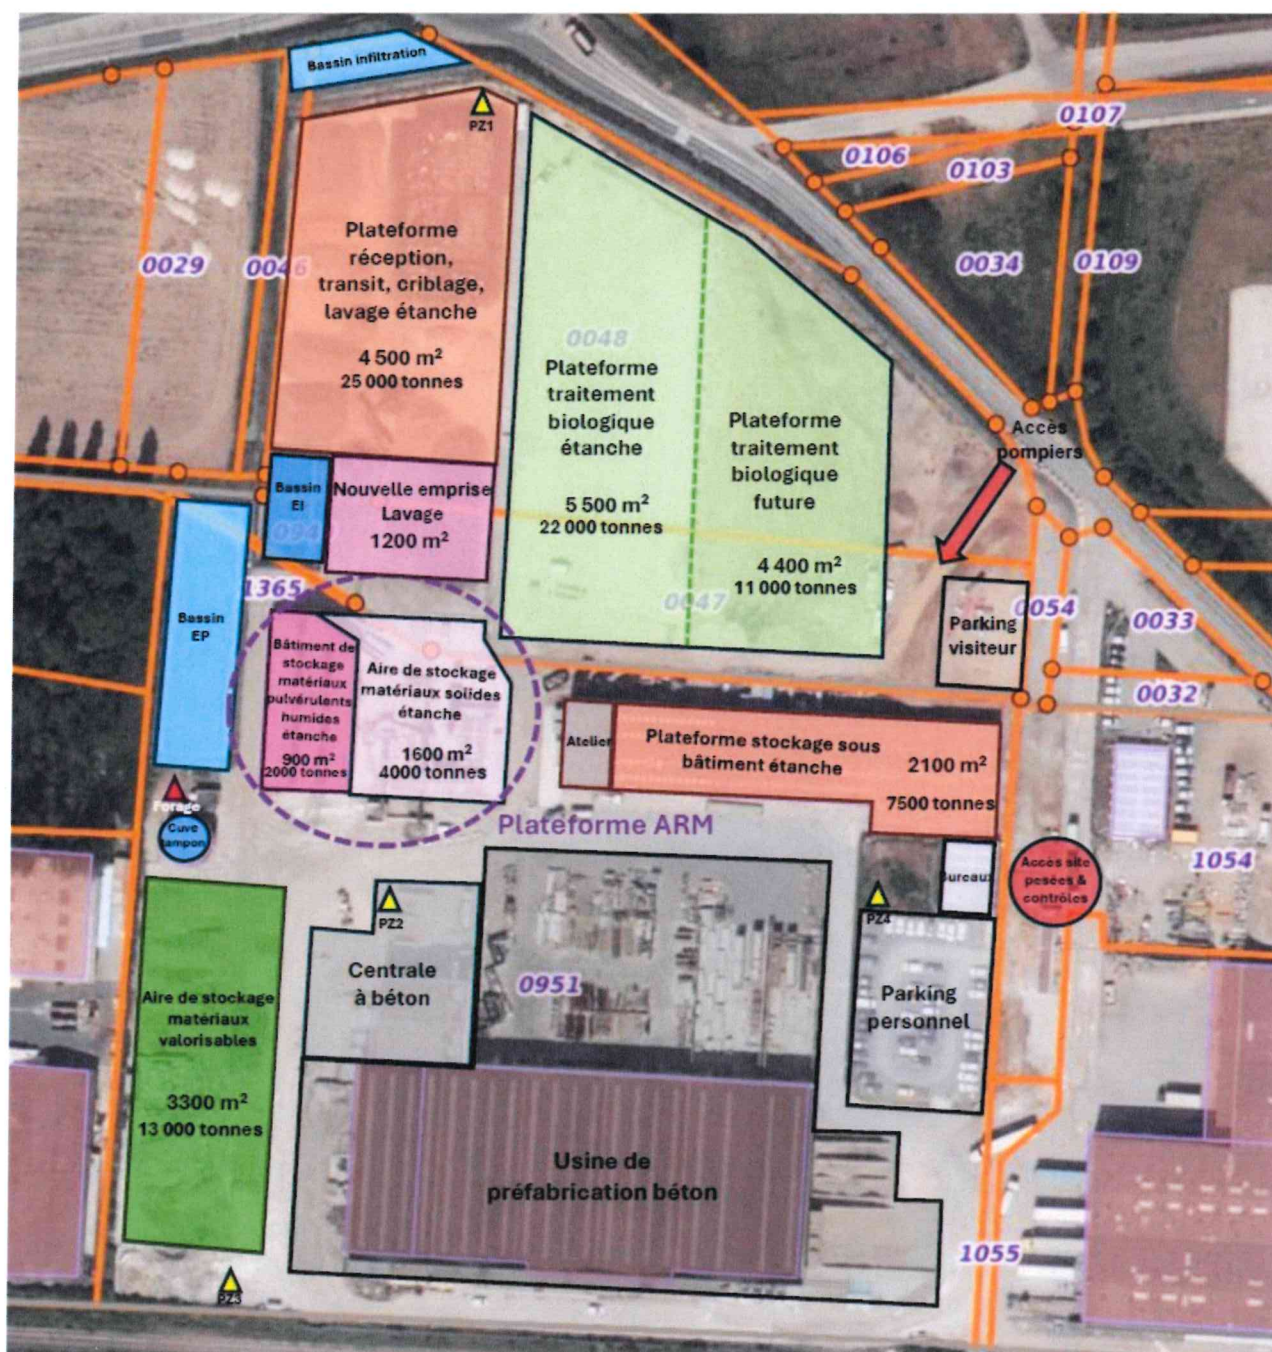 Bassin infiltration
PZ1
0107
0106
0103
0029
0046
0034
0109
Plateforme
réception,
transit, criblage,
lavage étanche
4 500 m²
25 000 tonnes
0048
Plateforme
traitement
biologique
étanche
5 500 m²
22 000 tonnes
Plateforme
traitement
biologique
future
4 400 m²
11 000 tonnes
0047
Accès
pompiers
Bassin
EI
Nouvelle emprise
Lavage
1200 m²
1365
Bassin
EP
Parking
visiteur
0054
0033
0032
Bâtiment de
stockage
matériaux
pulvérulents
humides
étanche
900 m²
2000 tonnes
Aire de stockage
matériaux solides
étanche
1600 m²
4000 tonnes
Atelier
Plateforme stockage sous
bâtiment étanche
2100 m²
7500 tonnes
Forage
Cuve
tampon
Plateforme ARM
1054
Bureaux
Accès site
pesées &
contrôles
PZ2
PZ4
Centrale
à béton
0951
Parking
personnel
Aire de stockage
matériaux
valorisables
3300 m²
13 000 tonnes
Usine de
préfabrication béton
1055
PZ3